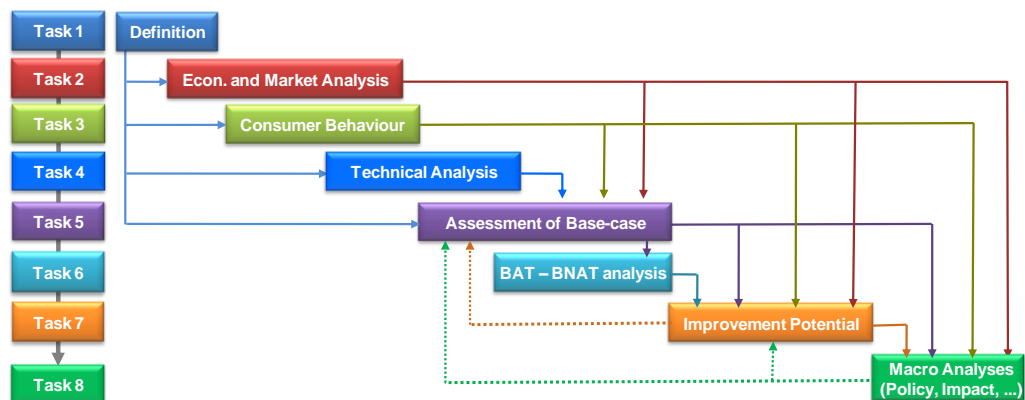 Task 1
Definition
Task 2
Econ. and Market Analysis
Task 3
Consumer Behaviour
Task 4
Technical Analysis
Task 5
Assessment of Base-case
Task 6
BAT – BNAT analysis
Task 7
Improvement Potential
Task 8
Macro Analyses
(Policy, Impact, ...)